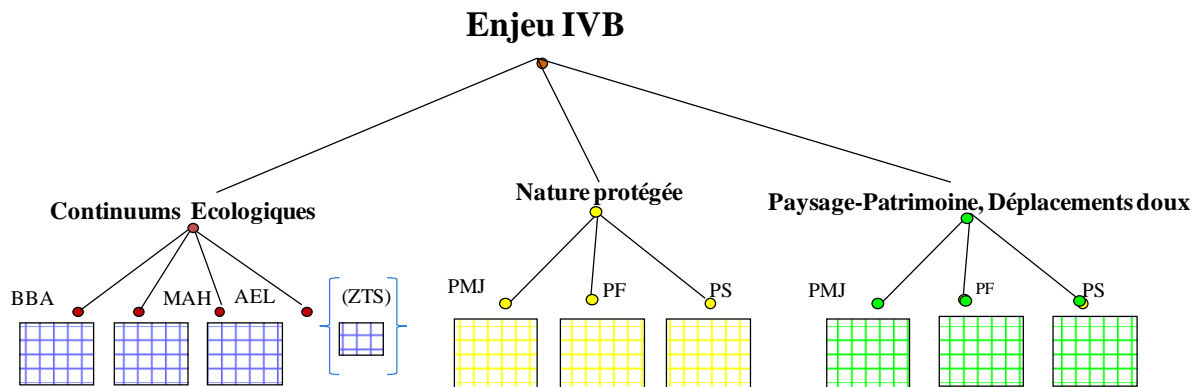 Enjeu IVB
Continuums Ecologiques
Nature protégée
Paysage-Patrimoine, Déplacements doux
BBA
MAH
AEL
(ZTS)
PMJ
PF
PS
PMJ
PF
PS